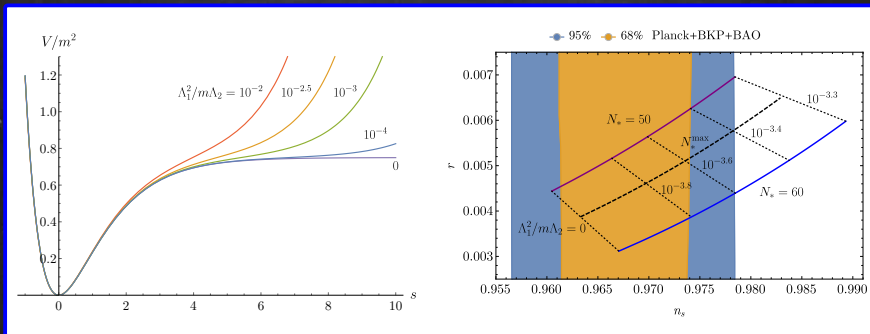 V/m²
1.2
1.0
0.8
0.6
0.4
0.2
0 2 4 6 8 10 s
Λ₁²/mΛ₂ = 10⁻² 10⁻²·⁵ 10⁻³
10⁻⁴
0
95% 68% Planck+BKP+BAO
0.007
0.006
0.005
0.004
0.003
r
N* = 50
N*ᵐᵃˣ
10⁻³·³
10⁻³·⁴
10⁻³·⁶
10⁻³·⁸
N* = 60
Λ₁²/mΛ₂ = 0
0.955 0.960 0.965 0.970 0.975 0.980 0.985 0.990
nₛ